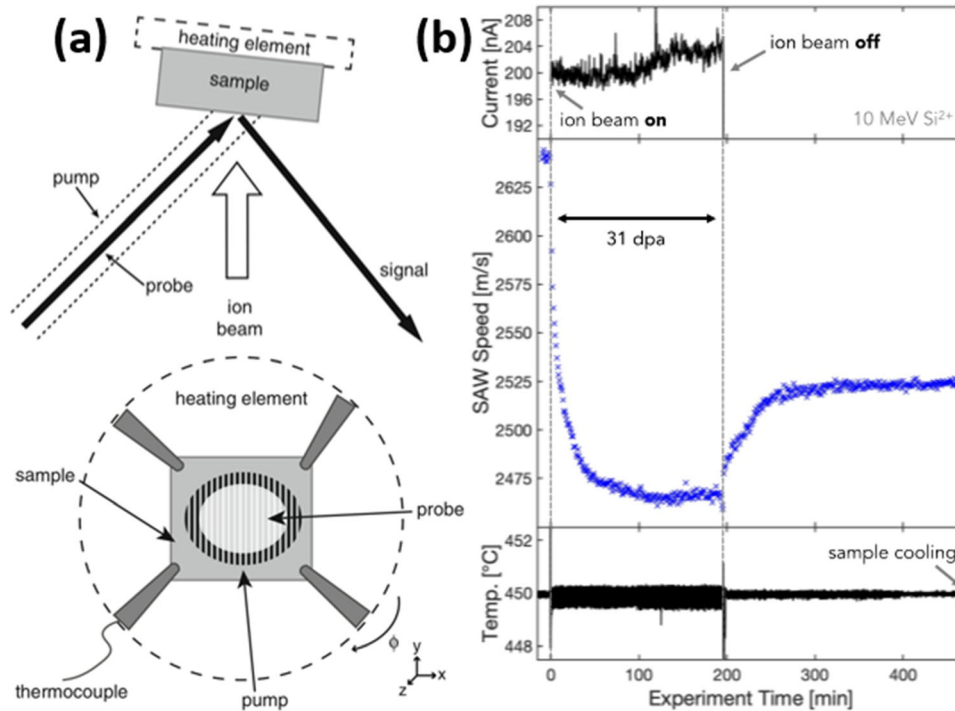 (a)
heating element
sample
pump
probe
ion
beam
signal
heating element
sample
probe
thermocouple
pump
ϕ
y
z
x
(b)
Current [nA]
208
204
200
196
192
ion beam on
ion beam off
10 MeV Si²⁺
SAW Speed [m/s]
2625
2600
2575
2550
2525
2500
2475
31 dpa
Temp. [°C]
452
450
448
sample cooling
0
100
200
300
400
Experiment Time [min]